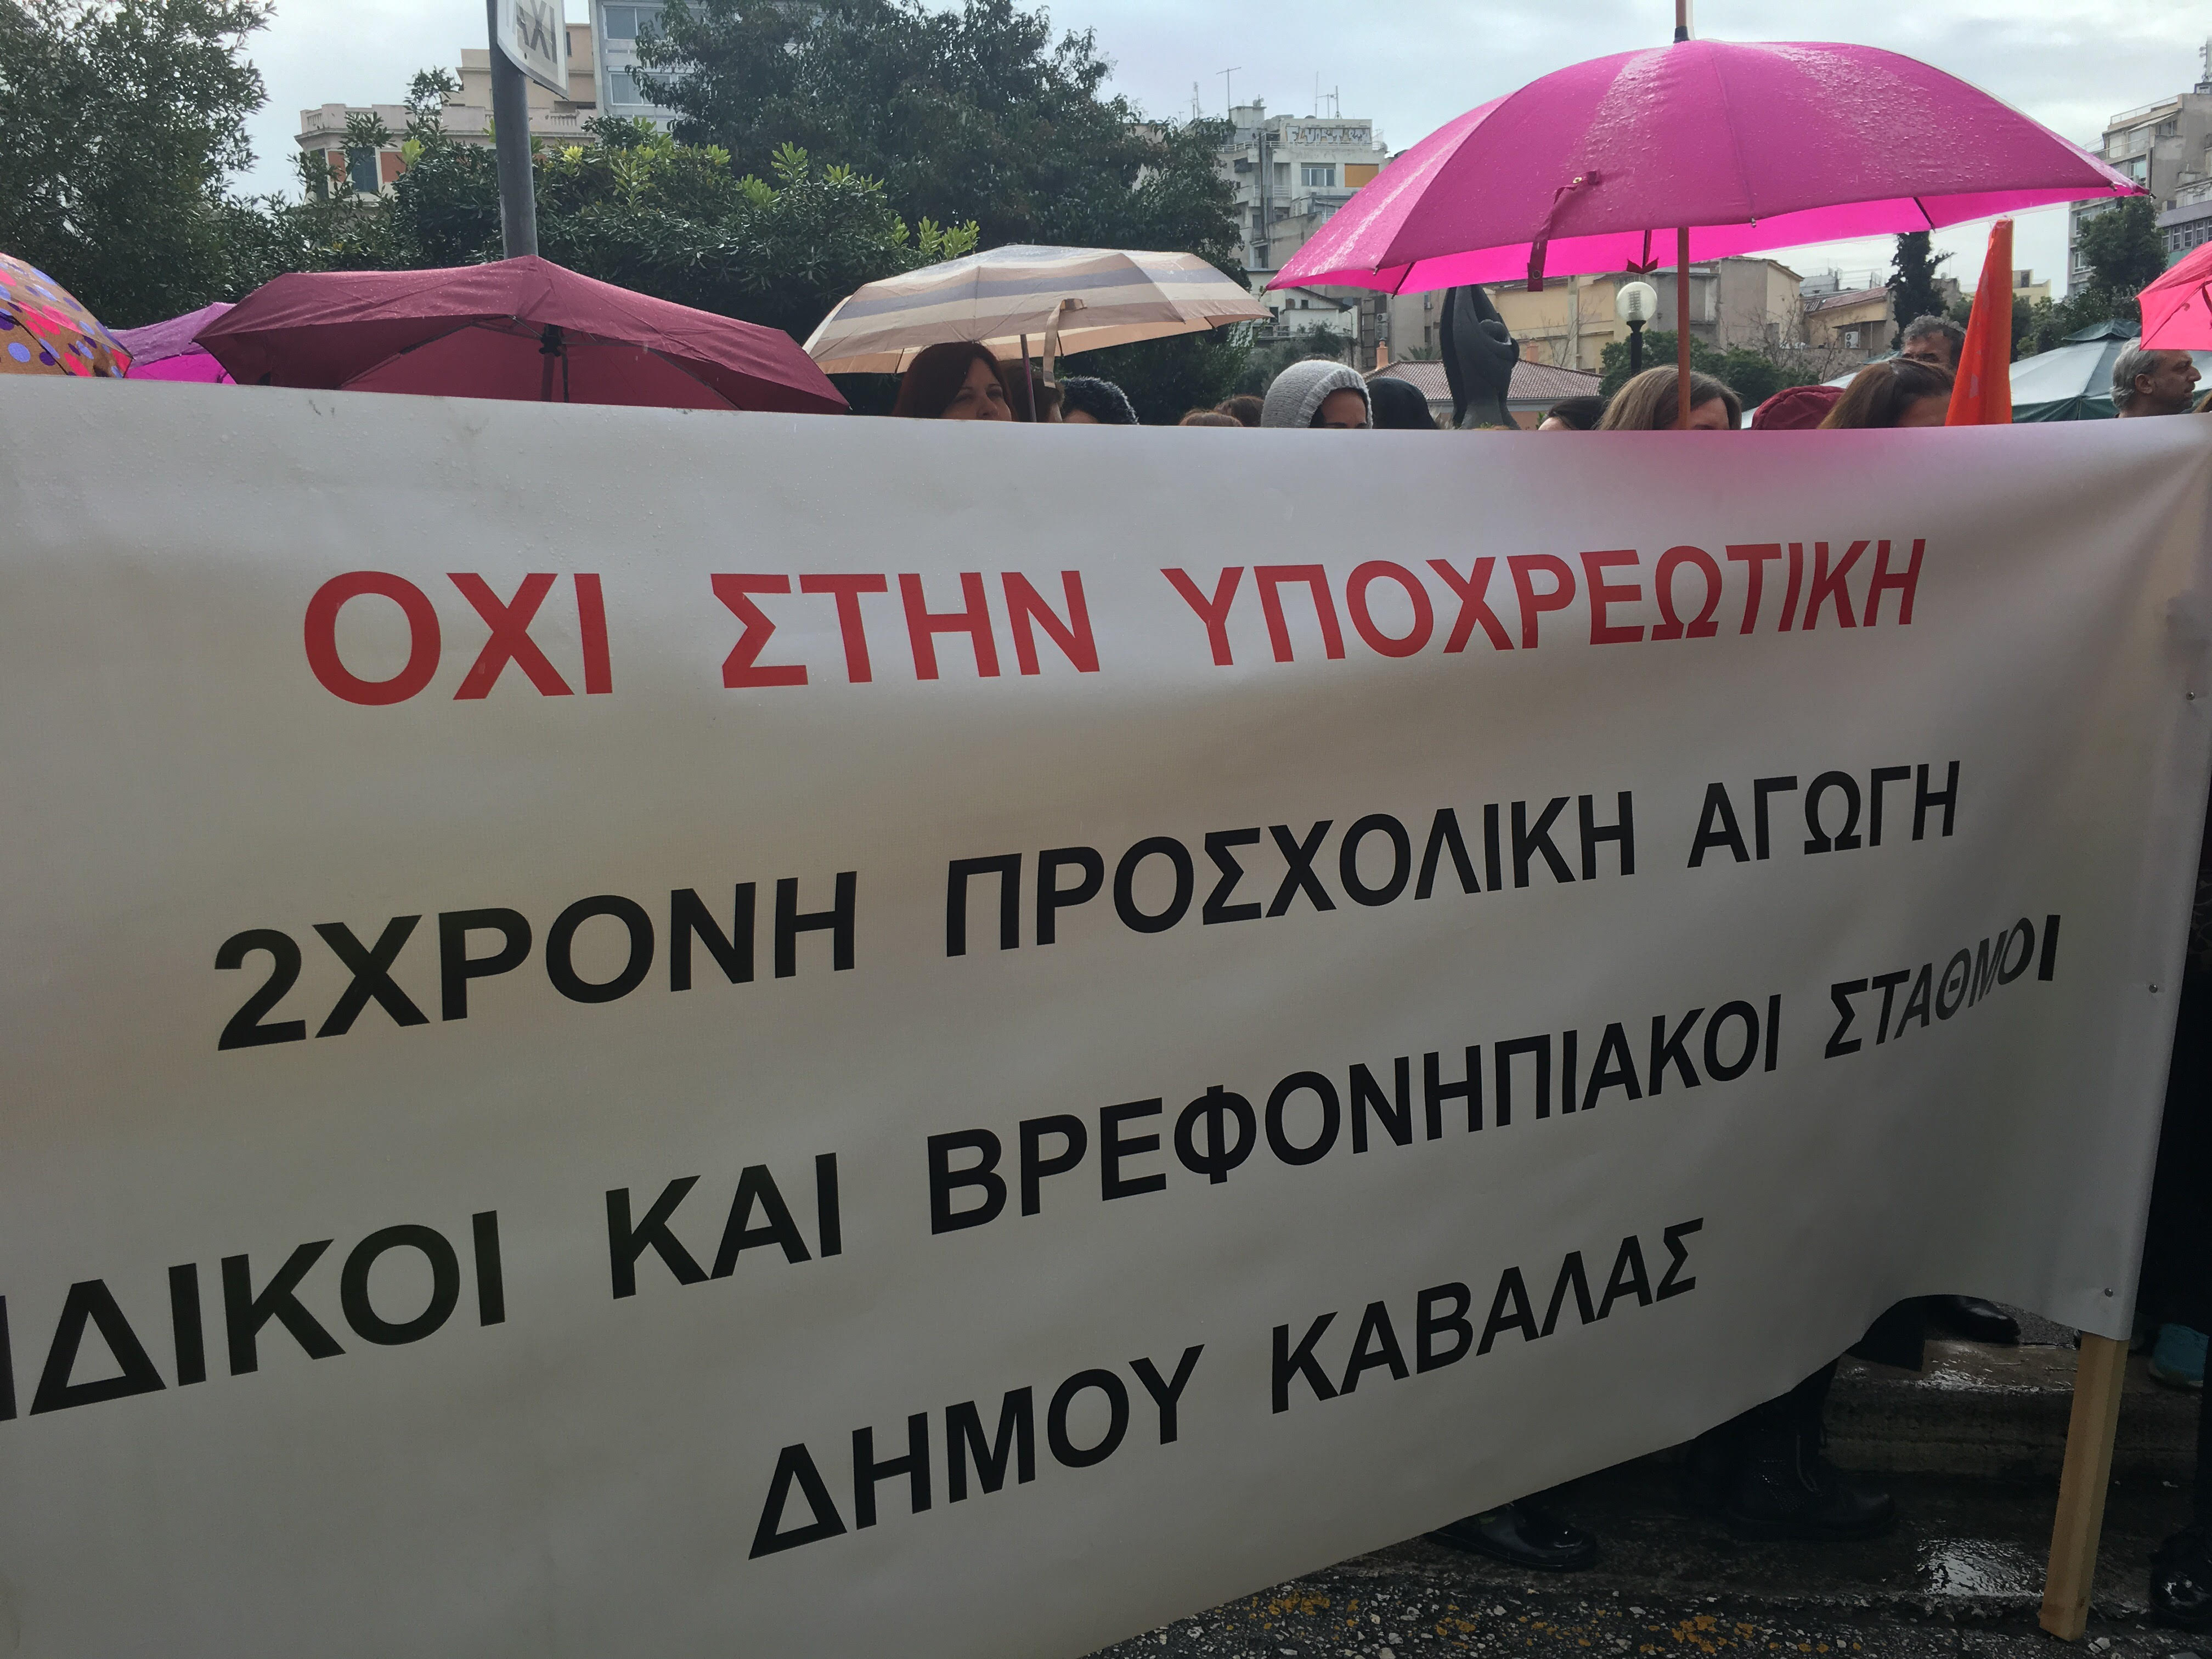 ΟΧΙ ΣΤΗΝ ΥΠΟΧΡΕΩΤΙΚΗ
2ΧΡΟΝΗ ΠΡΟΣΧΟΛΙΚΗ ΑΓΩΓΗ
ΙΔΙΚΟΙ ΚΑΙ ΒΡΕΦΟΝΗΠΙΑΚΟΙ ΣΤΑΘΜΟΙ
ΔΗΜΟΥ ΚΑΒΑΛΑΣ